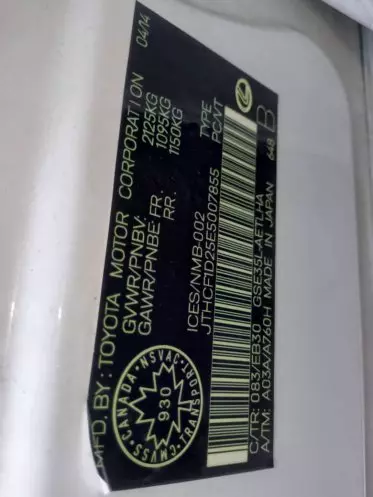 MFD. BY: TOYOTA MOTOR CORPORATION 04/14
GVWR/PNBV: 2125KG
GAWR/PNBE FR: 1095KG
RR: 1150KG
ICES/NMB-002 TYPE
JTHCF1D25E5007855 PC/VT
C/TR: 083/EB30 GSE35L-AETLHA 648 B
A/TM: A03A/A760H MADE IN JAPAN
CANADA NSVAC TRANSPORT CMVSS
930